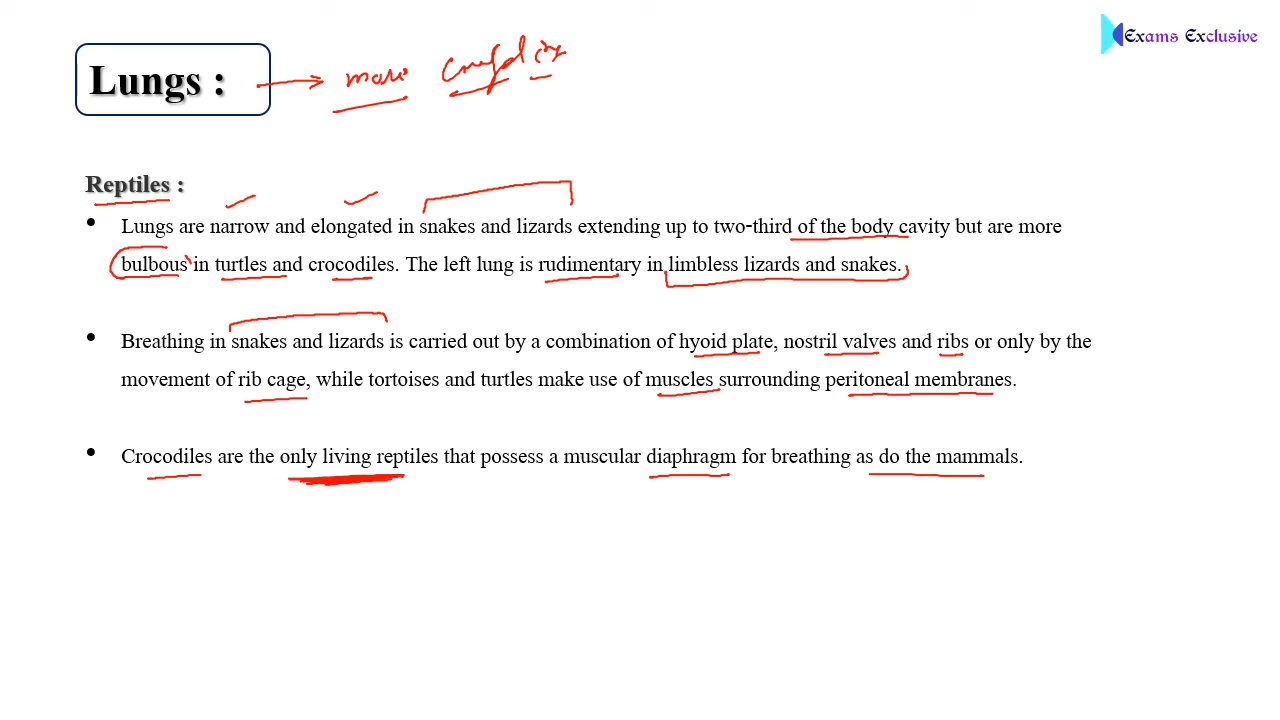 Exams Exclusive
Lungs : more
Reptiles :
• Lungs are narrow and elongated in snakes and lizards extending up to two-third of the body cavity but are more
bulbous in turtles and crocodiles. The left lung is rudimentary in limbless lizards and snakes.
• Breathing in snakes and lizards is carried out by a combination of hyoid plate, nostril valves and ribs or only by the
movement of rib cage, while tortoises and turtles make use of muscles surrounding peritoneal membranes.
• Crocodiles are the only living reptiles that possess a muscular diaphragm for breathing as do the mammals.